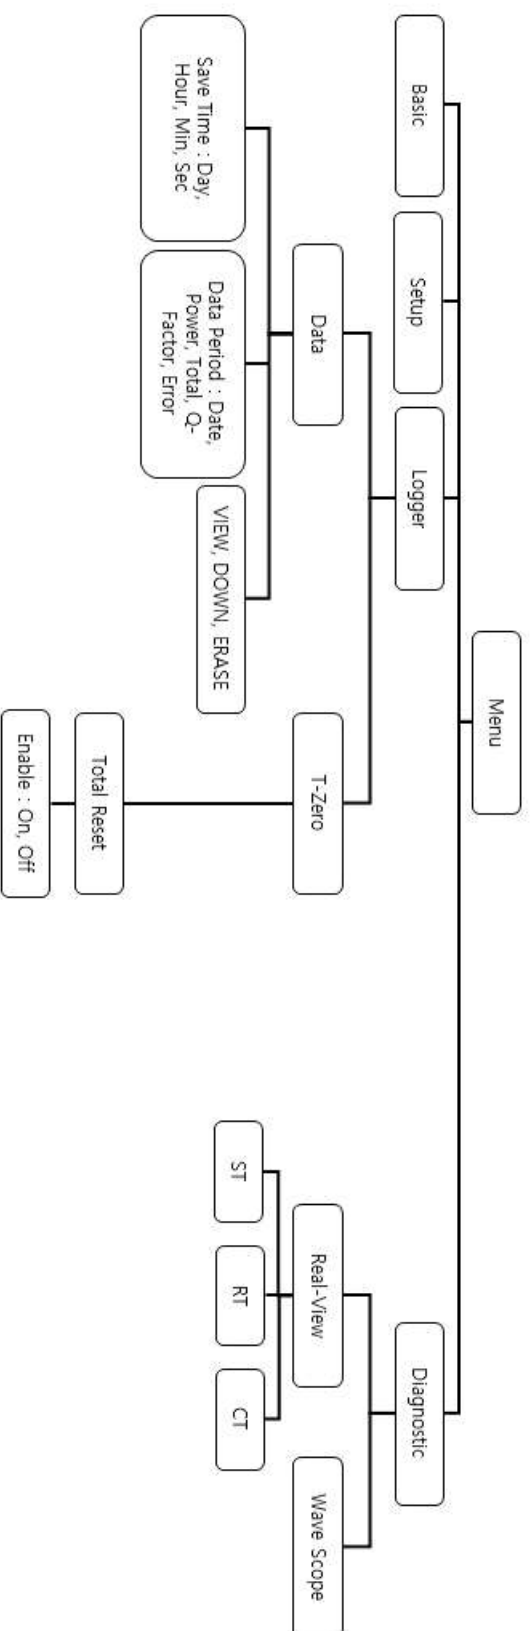 Menu
Basic
Setup
Logger
Diagnostic
Data
T-Zero
Real-View
Wave Scope
Save Time : Day,
Hour, Min, Sec
Data Period : Date,
Power, Total, Q-
Factor, Error
VIEW, DOWN, ERASE
ST
RT
CT
Total Reset
Enable : On, Off